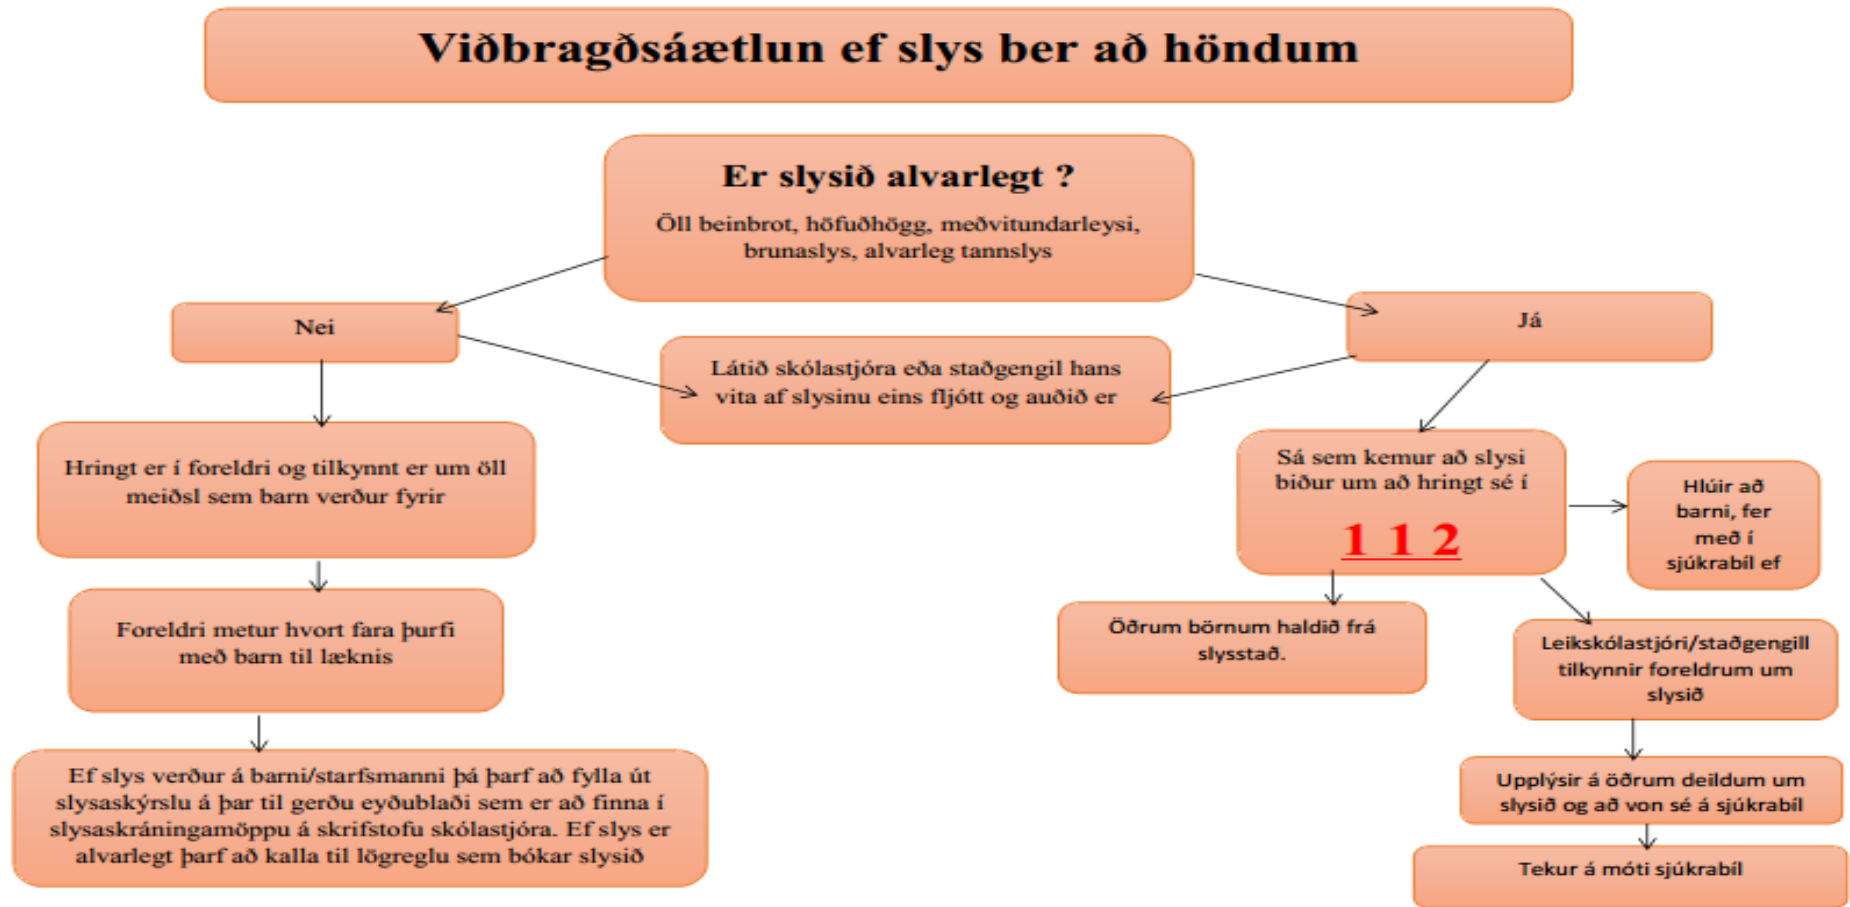 Viðbragðsáætlun ef slys ber að höndum
Er slysið alvarlegt ?
Öll beinbrot, höfuðhögg, meðvitundarleysi,
brunaslys, alvarleg tannslys
Nei
Já
Látið skólastjóra eða staðgengil hans
vita af slysinu eins fljótt og auðið er
Hringt er í foreldri og tilkynnt er um öll
meiðsl sem barn verður fyrir
Foreldri metur hvort fara þurfi
með barn til læknis
Ef slys verður á barni/starfsmanni þá þarf að fylla út
slysaskýrslu á þar til gerðu eyðublaði sem er að finna í
slysaskráningamöppu á skrifstofu skólastjóra. Ef slys er
alvarlegt þarf að kalla til lögreglu sem bókar slysið
Sá sem kemur að slysi
biður um að hringt sé í
1 1 2
Hlúir að
barni, fer
með í
sjúkrabíl ef
Öðrum börnum haldið frá
slysstað.
Leikskólastjóri/staðgengill
tilkynnir foreldrum um
slysið
Upplýsir á öðrum deildum um
slysið og að von sé á sjúkrabíl
Tekur á móti sjúkrabíl